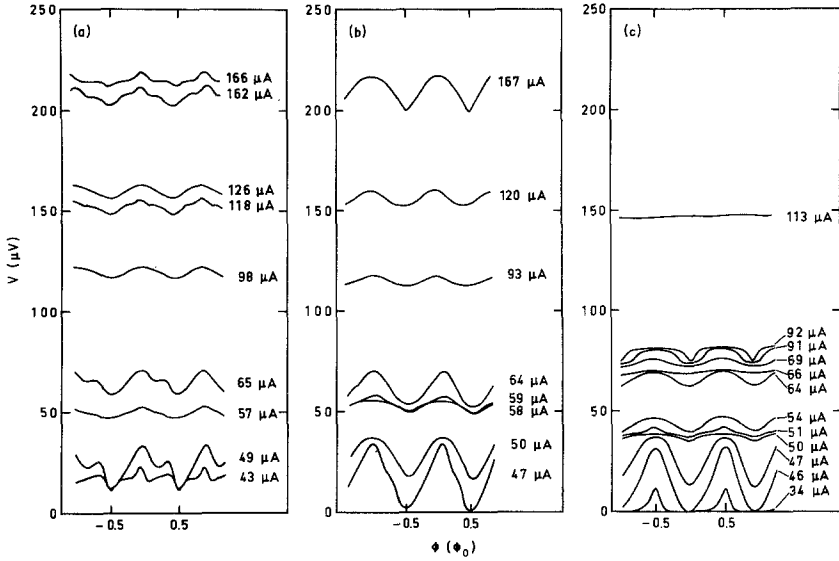 (a)
(b)
(c)
250
200
150
100
50
0
V (μV)
166 μA
162 μA
126 μA
118 μA
98 μA
65 μA
57 μA
49 μA
43 μA
-0.5
0.5
250
200
150
100
50
0
167 μA
120 μA
93 μA
64 μA
59 μA
58 μA
50 μA
47 μA
-0.5
0.5
Φ (Φ₀)
250
200
150
100
50
0
113 μA
92 μA
91 μA
69 μA
66 μA
64 μA
54 μA
51 μA
50 μA
47 μA
46 μA
34 μA
-0.5
0.5